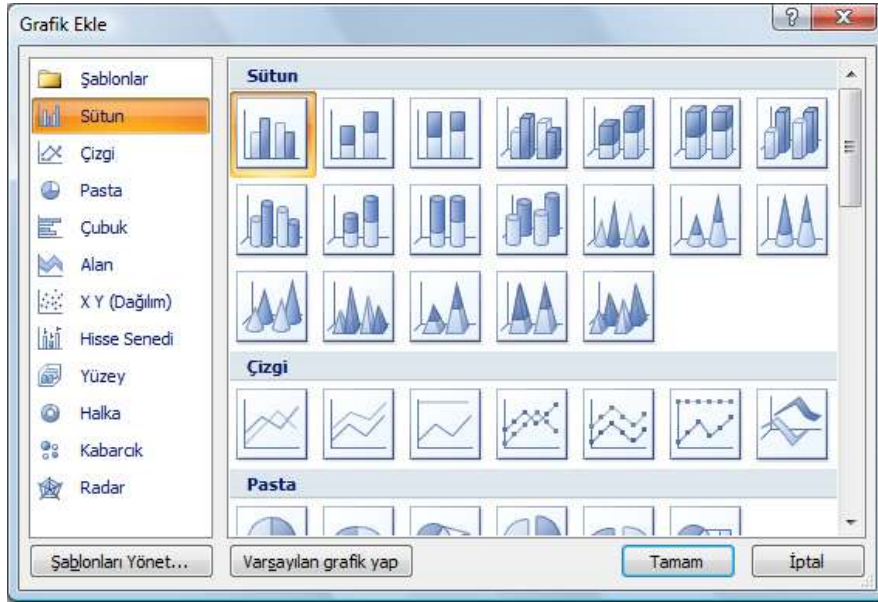 Grafik Ekle
Şablonlar
Sütun
Çizgi
Pasta
Çubuk
Alan
X Y (Dağılım)
Hisse Senedi
Yüzey
Halka
Kabarcık
Radar
Sütun
Çizgi
Pasta
Şablonları Yönet...
Varsayılan grafik yap
Tamam
İptal